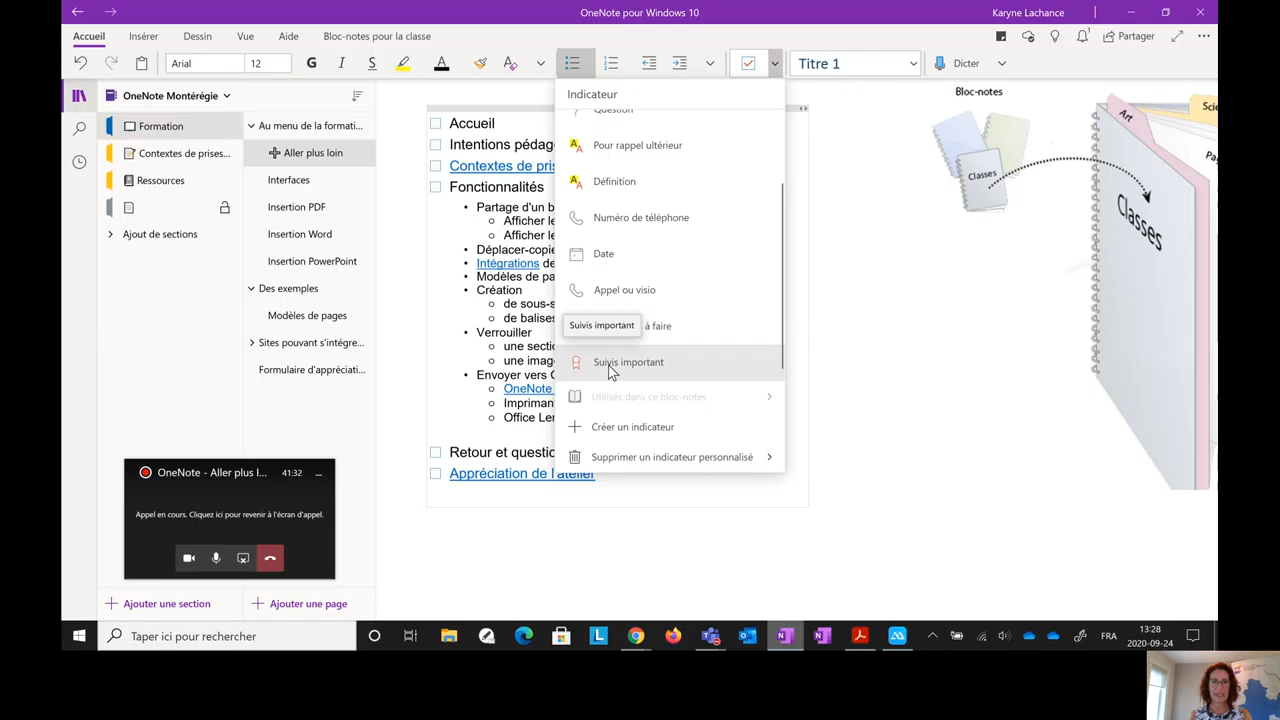 OneNote pour Windows 10
Karyne Lachance
Accueil
Insérer
Dessin
Vue
Aide
Bloc-notes pour la classe
Partager
Arial
12
G
I
S
A
Titre 1
Dicter
OneNote Montérégie
Formation
Contextes de prises...
Ressources
Ajout de sections
Au menu de la formati...
Aller plus loin
Interfaces
Insertion PDF
Insertion Word
Insertion PowerPoint
Des exemples
Modèles de pages
Sites pouvant s'intégre...
Formulaire d'appréciati...
Accueil
Intentions pédag
Contextes de pris
Fonctionnalités
Partage d'un b
Afficher le
Afficher le
Déplacer-copie
Intégrations de
Modèles de pa
Création
de sous-s
de balises
Verrouiller
une sectio
une imag
Envoyer vers O
OneNote
Imprimant
Office Len
Retour et questio
Appréciation de l'atelier
Indicateur
Question
Pour rappel ultérieur
Définition
Numéro de téléphone
Date
Appel ou visio
Suivis important
à faire
Suivis important
Utilisés dans ce bloc-notes
Créer un indicateur
Supprimer un indicateur personnalisé
Bloc-notes
Classes
Art
Classes
OneNote - Aller plus l...
41:32
Appel en cours. Cliquez ici pour revenir à l'écran d'appel.
Ajouter une section
Ajouter une page
Taper ici pour rechercher
FRA
13:28
2020-09-24